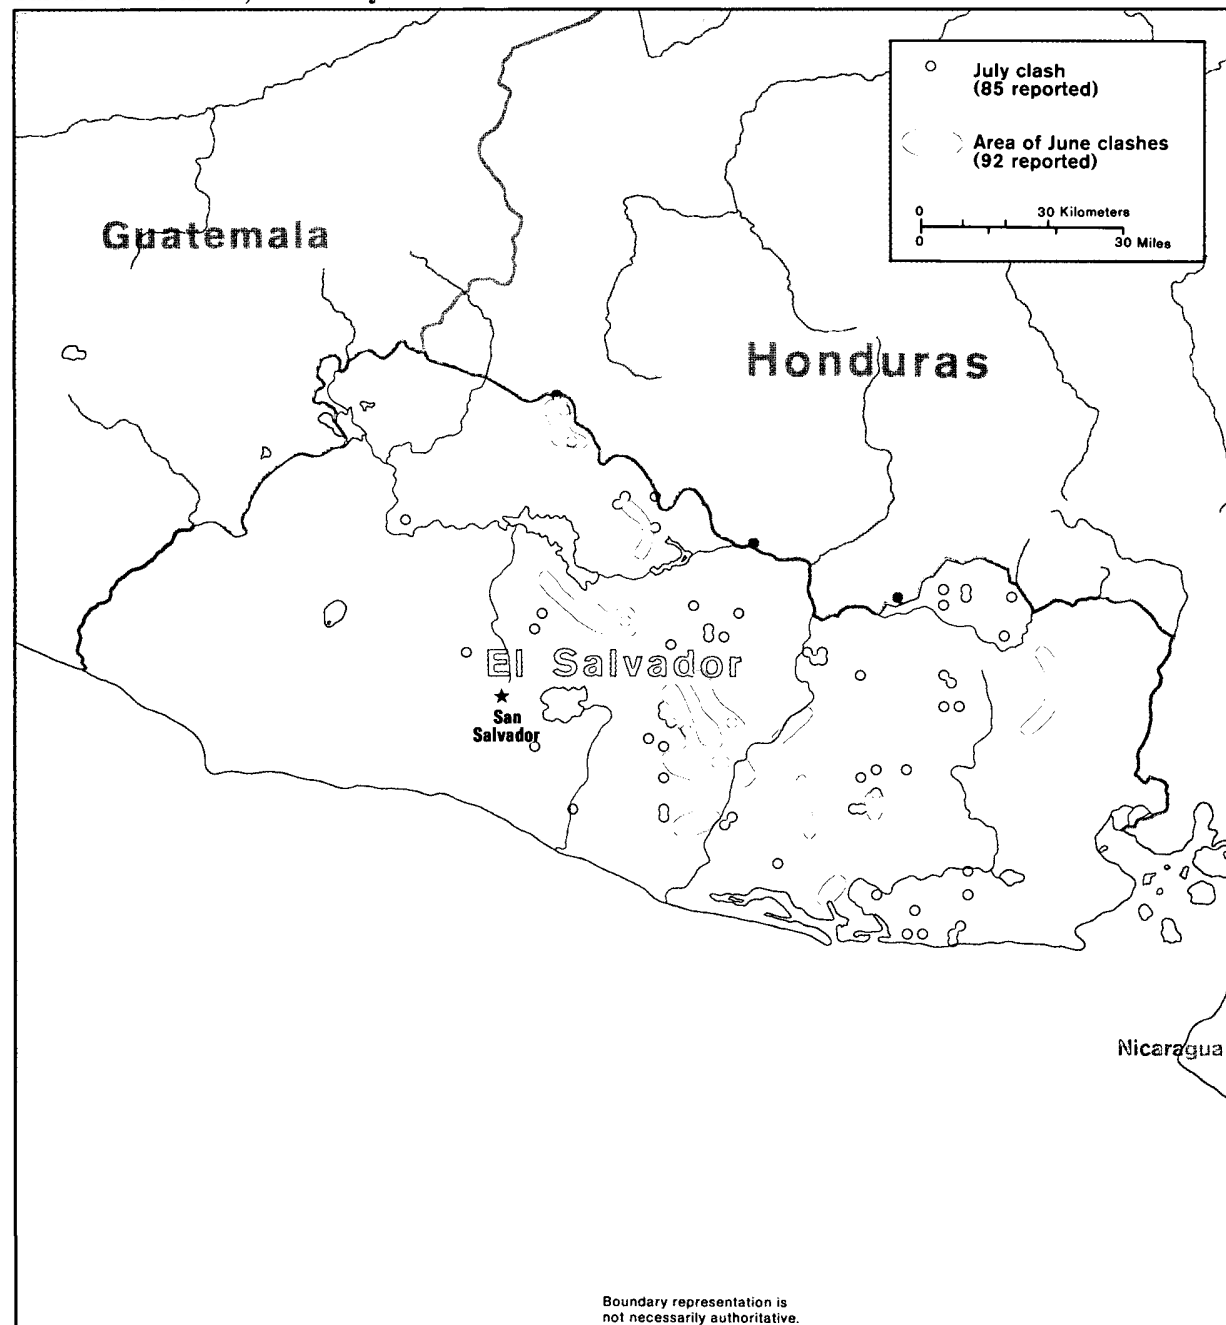 July clash
(85 reported)
Area of June clashes
(92 reported)
0 30 Kilometers
0 30 Miles
Guatemala
Honduras
El Salvador
San
Salvador
Nicaragua
Boundary representation is
not necessarily authoritative.